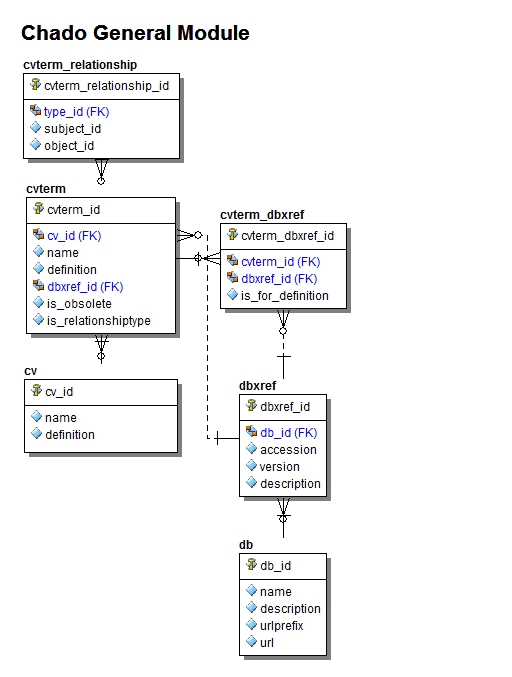 Chado General Module
cvterm_relationship
cvterm_relationship_id
type_id (FK)
subject_id
object_id
cvterm
cvterm_id
cv_id (FK)
name
definition
dbxref_id (FK)
is_obsolete
is_relationshiptype
cvterm_dbxref
cvterm_dbxref_id
cvterm_id (FK)
dbxref_id (FK)
is_for_definition
cv
cv_id
name
definition
dbxref
dbxref_id
db_id (FK)
accession
version
description
db
db_id
name
description
urlprefix
url